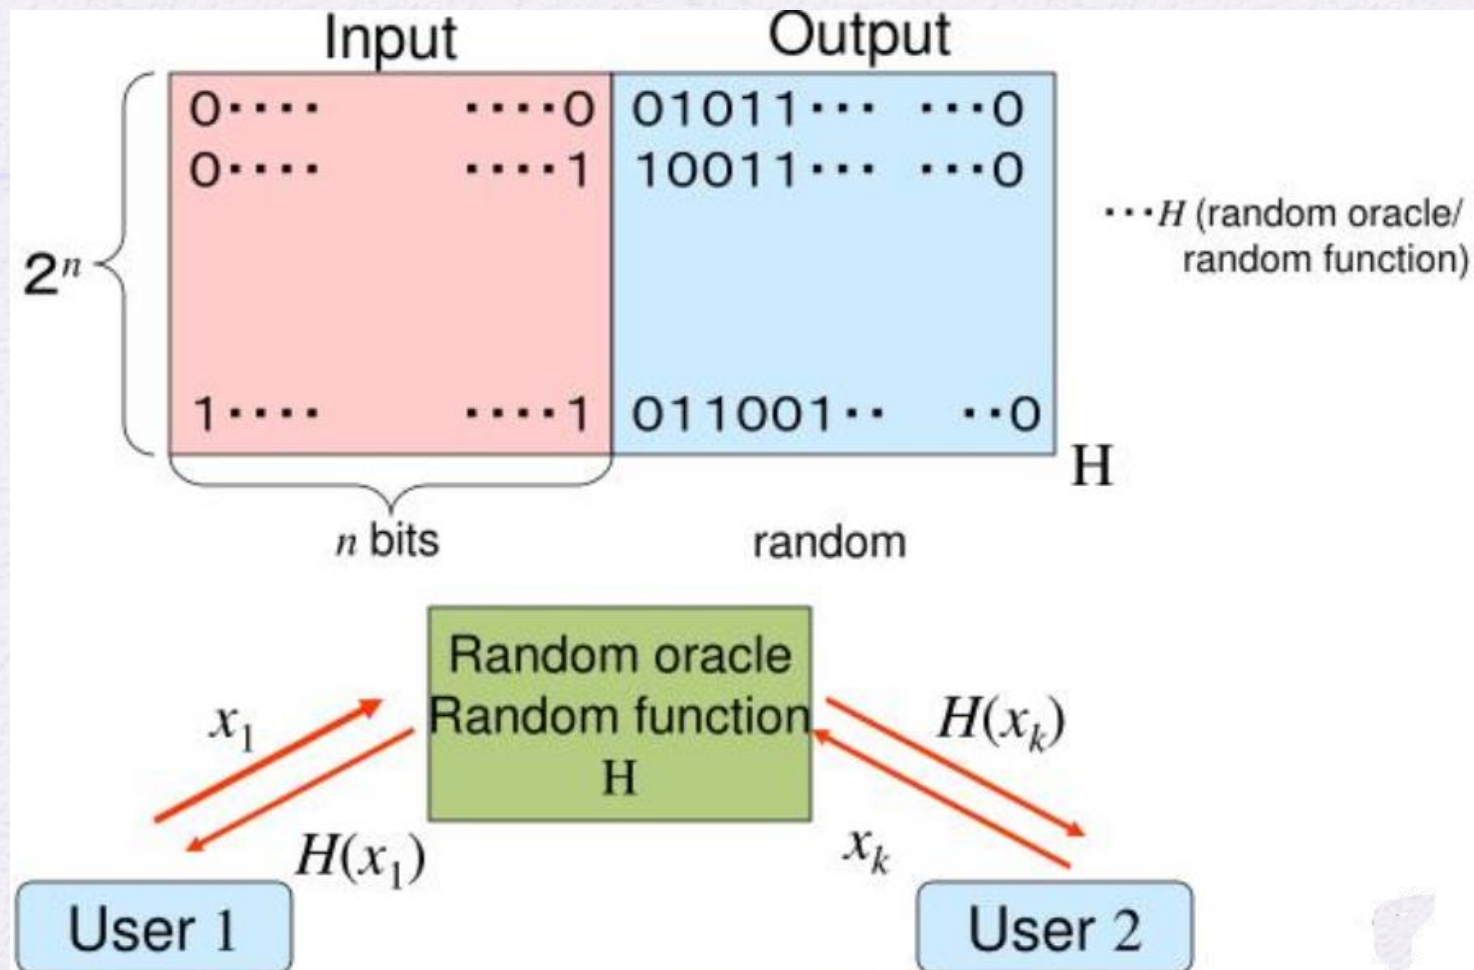 Input Output
0···· ····0 01011··· ···0
0···· ····1 10011··· ···0
···H (random oracle/
random function)
2ⁿ
1···· ····1 011001·· ··0
H
n bits random
Random oracle
Random function
H
x₁
H(xₖ)
H(x₁)
xₖ
User 1 User 2